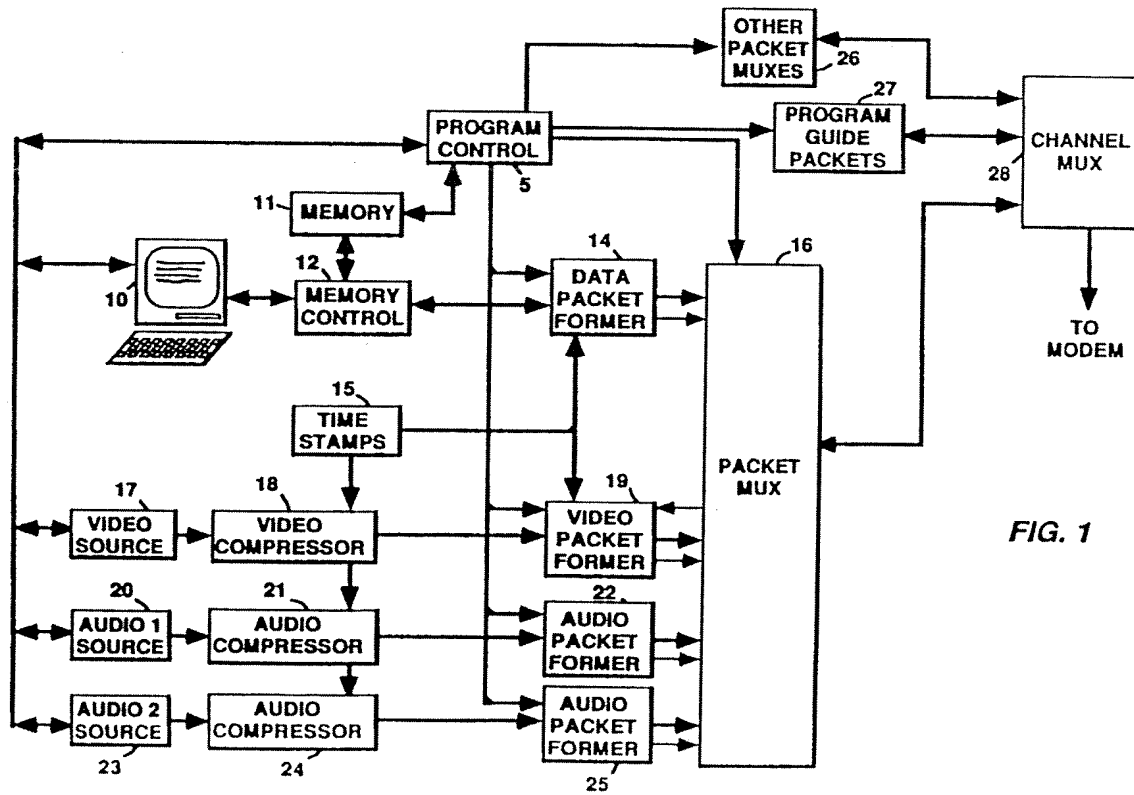 OTHER
PACKET
MUXES
26
27
PROGRAM
GUIDE
PACKETS
CHANNEL
MUX
28
PROGRAM
CONTROL
5
11
MEMORY
12
MEMORY
CONTROL
10
14
DATA
PACKET
FORMER
16
PACKET
MUX
TO
MODEM
15
TIME
STAMPS
17
VIDEO
SOURCE
18
VIDEO
COMPRESSOR
19
VIDEO
PACKET
FORMER
FIG. 1
20
AUDIO 1
SOURCE
21
AUDIO
COMPRESSOR
22
AUDIO
PACKET
FORMER
AUDIO 2
SOURCE
23
AUDIO
COMPRESSOR
24
AUDIO
PACKET
FORMER
25